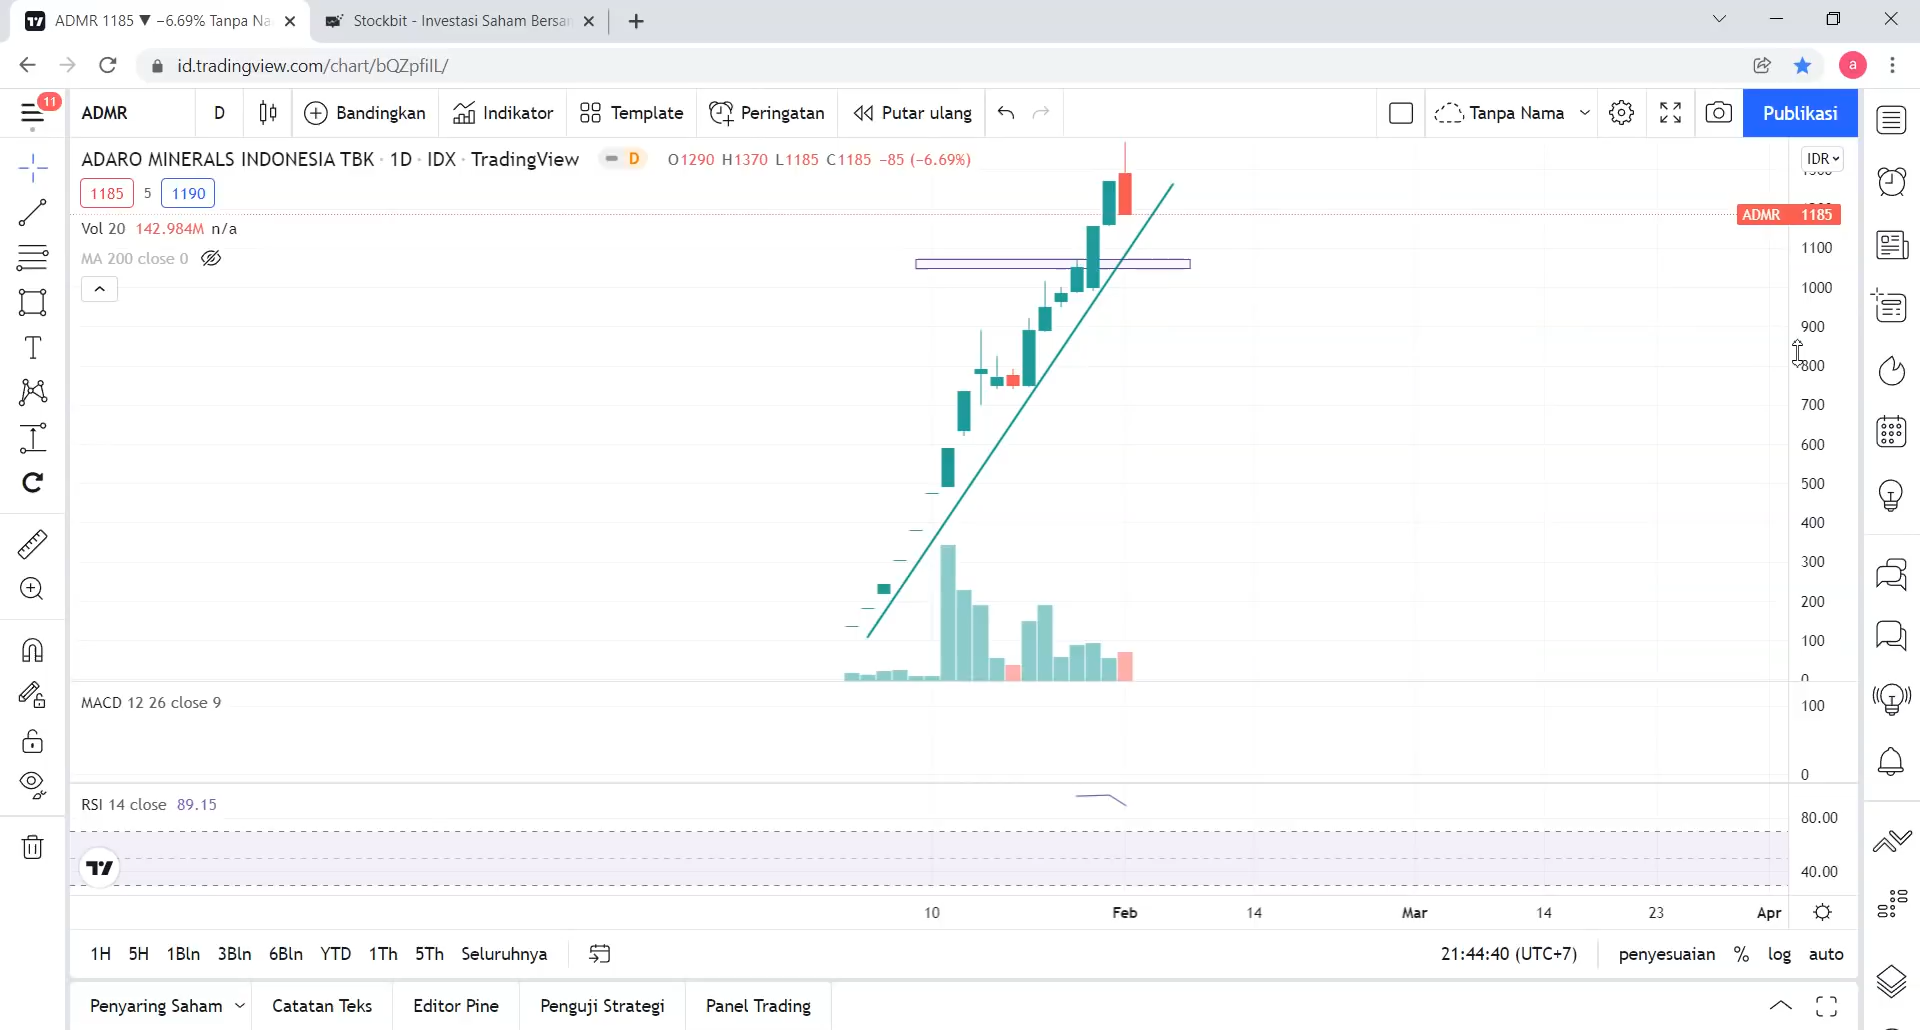 ADMR 1185 ▼ −6.69% Tanpa Na
Stockbit - Investasi Saham Bersan
id.tradingview.com/chart/bQZpfiIL/
a
11
ADMR
D
Bandingkan
Indikator
Template
Peringatan
Putar ulang
Tanpa Nama
Publikasi
ADARO MINERALS INDONESIA TBK · 1D · IDX · TradingView
D
O1290 H1370 L1185 C1185 −85 (−6.69%)
IDR
1185
5
1190
ADMR 1185
Vol 20 142.984M n/a
MA 200 close 0
1100
1000
900
800
700
600
500
400
300
200
100
0
MACD 12 26 close 9
100
0
RSI 14 close 89.15
80.00
40.00
10
Feb
14
Mar
14
23
Apr
1H
5H
1Bln
3Bln
6Bln
YTD
1Th
5Th
Seluruhnya
21:44:40 (UTC+7)
penyesuaian
%
log
auto
Penyaring Saham
Catatan Teks
Editor Pine
Penguji Strategi
Panel Trading